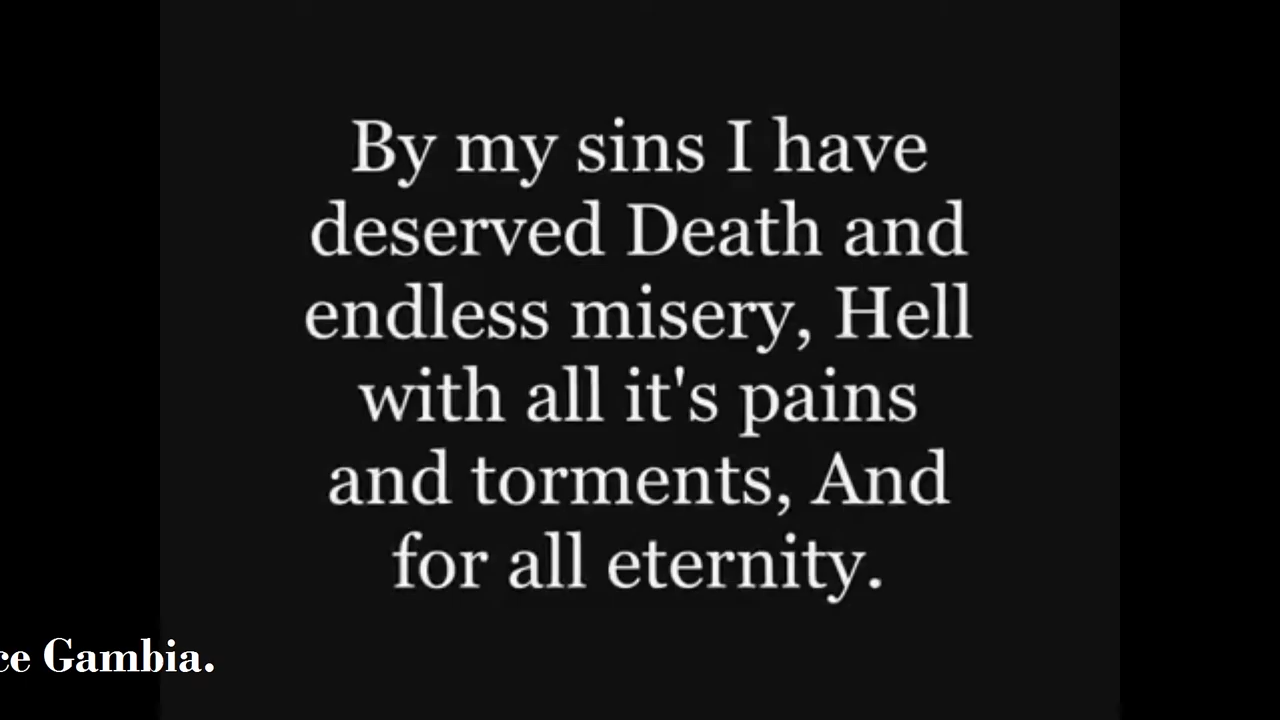 By my sins I have
deserved Death and
endless misery, Hell
with all it's pains
and torments, And
for all eternity.
Gambia.